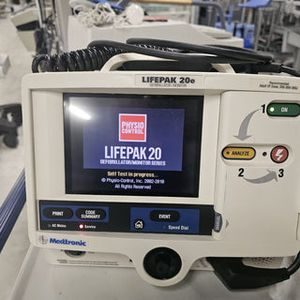 LIFEPAK 20e
DEFIBRILLATOR/MONITOR
1
ON
PHYSIO
CONTROL
LIFEPAK 20
DEFIBRILLATOR/MONITOR SERIES
Self Test in progress...
© Physio-Control, Inc. 2002-2010
All Rights Reserved
ANALYZE
2
3
PRINT
CODE
SUMMARY
EVENT
AC Mains
Service
Speed Dial
Medtronic